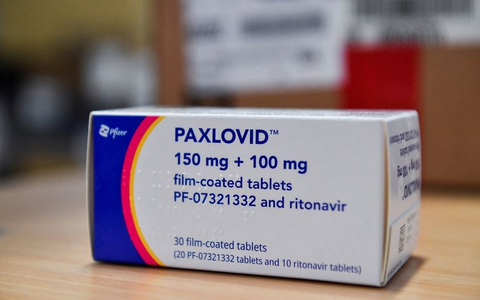 Pfizer
PAXLOVID™
150 mg + 100 mg
film-coated tablets
PF-07321332 and ritonavir
30 film-coated tablets
(20 PF-07321332 tablets and 10 ritonavir tablets)